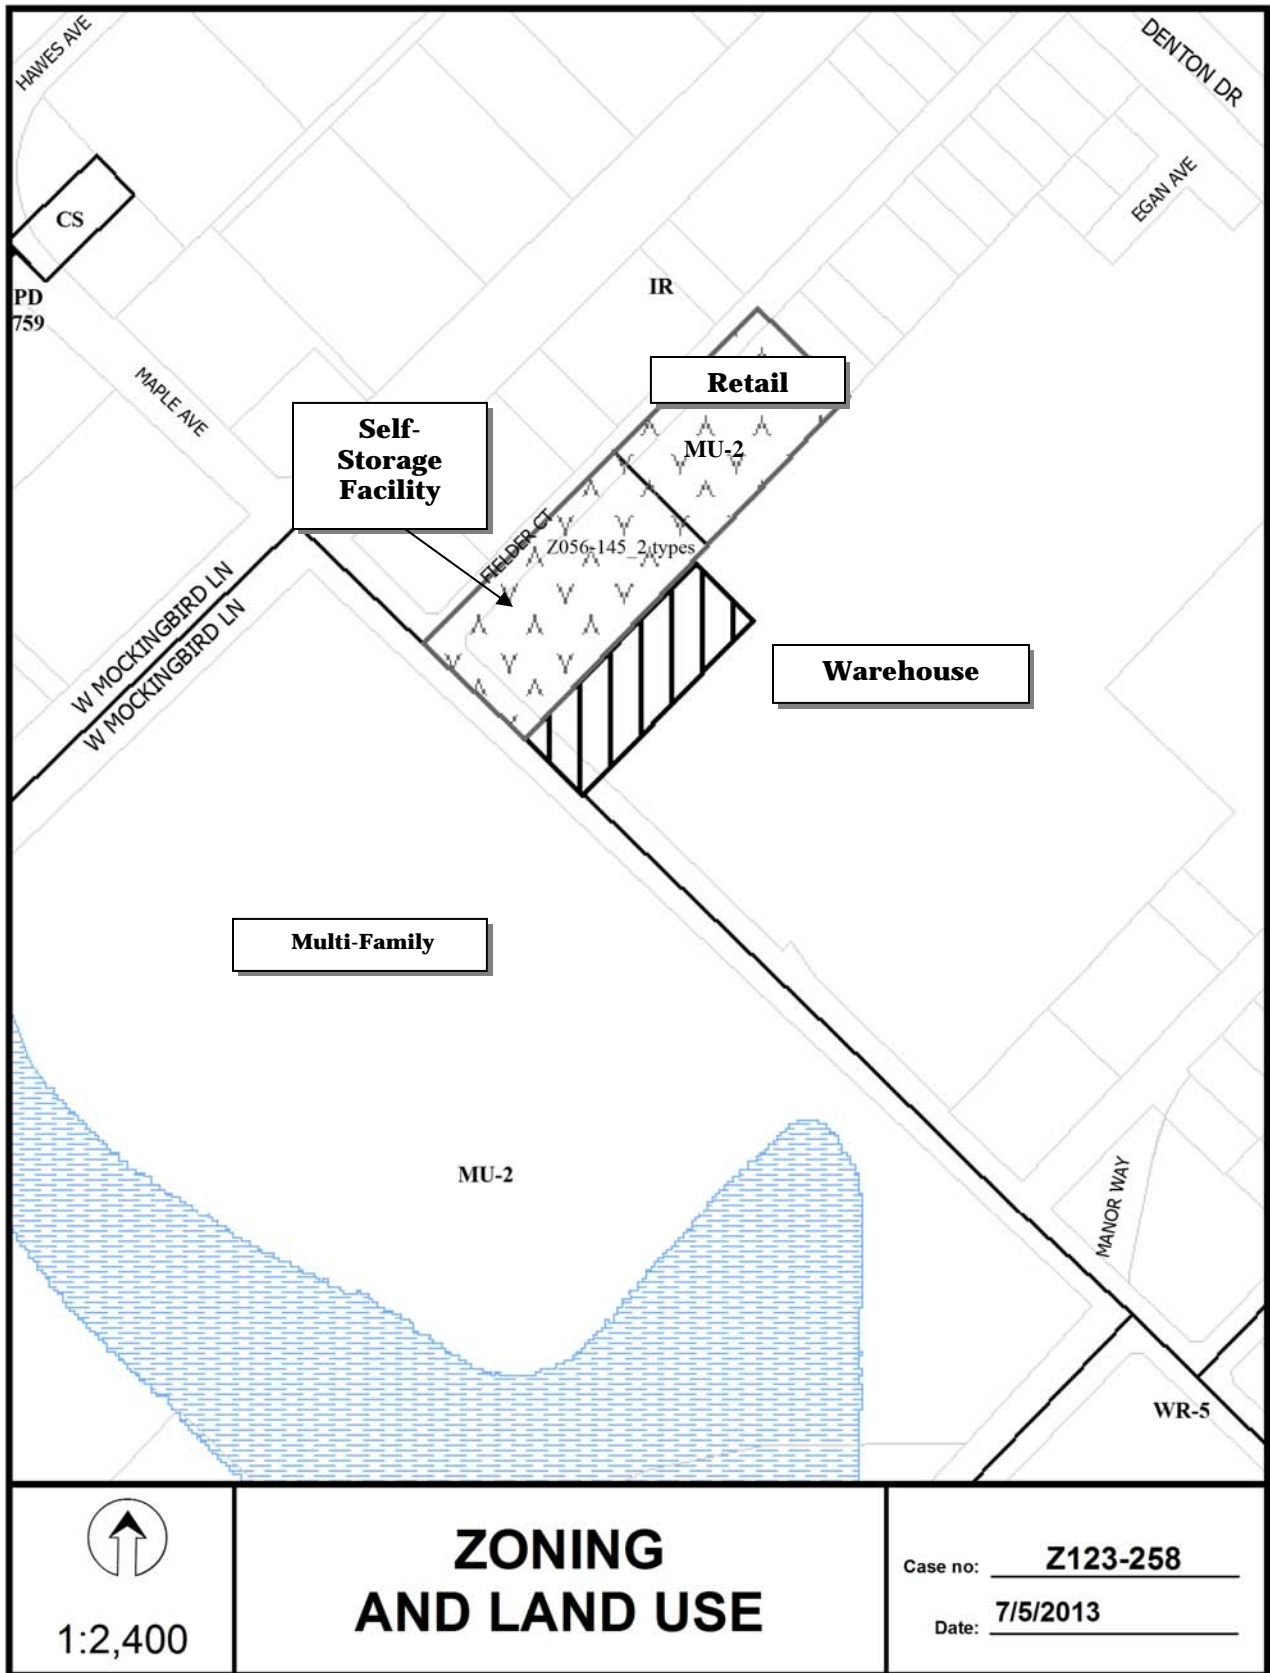 HAWES AVE
DENTON DR
EGAN AVE
CS
PD
759
IR
MAPLE AVE
Retail
Self-
Storage
Facility
MU-2
FIELDER CT
Z056-145_2 types
W MOCKINGBIRD LN
W MOCKINGBIRD LN
Warehouse
Multi-Family
MU-2
MANOR WAY
WR-5
1:2,400
ZONING
AND LAND USE
Case no: Z123-258
Date: 7/5/2013